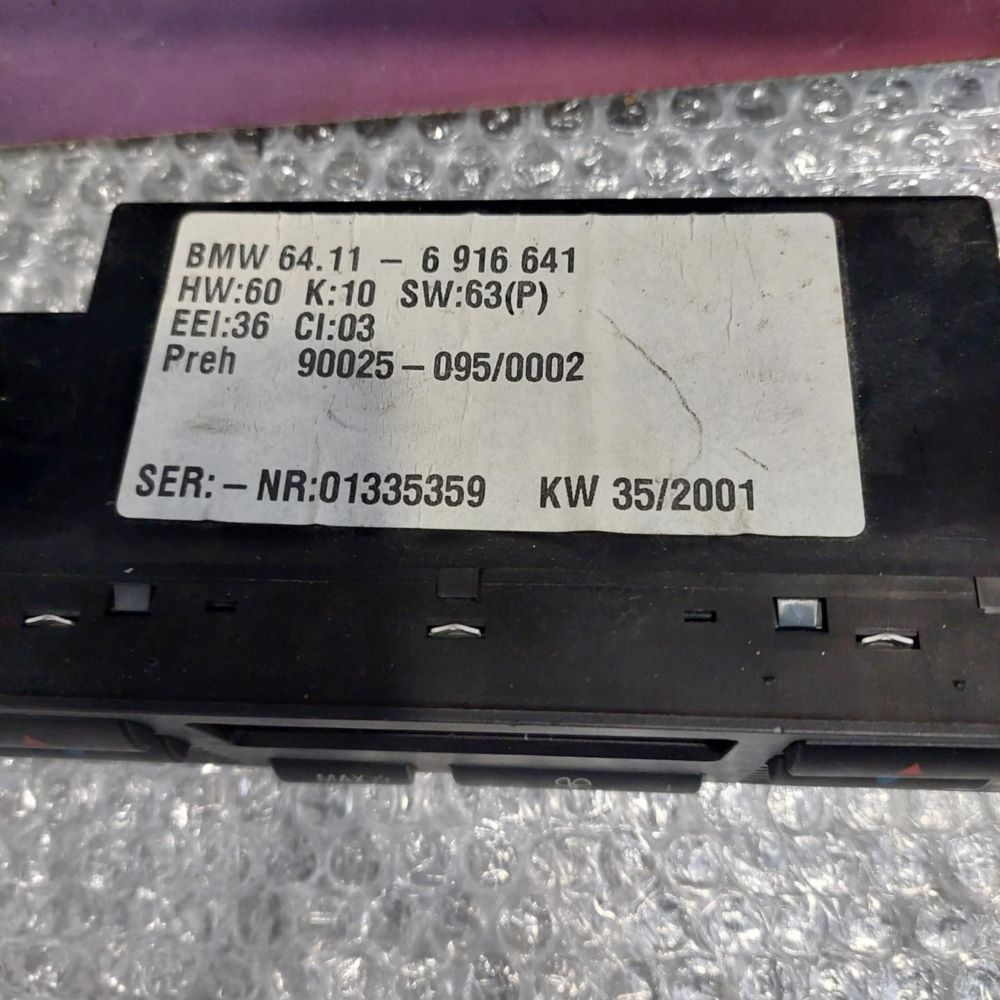 BMW 64.11 – 6 916 641
HW:60 K:10 SW:63(P)
EEI:36 CI:03
Preh 90025–095/0002
SER:–NR:01335359 KW 35/2001
MAX